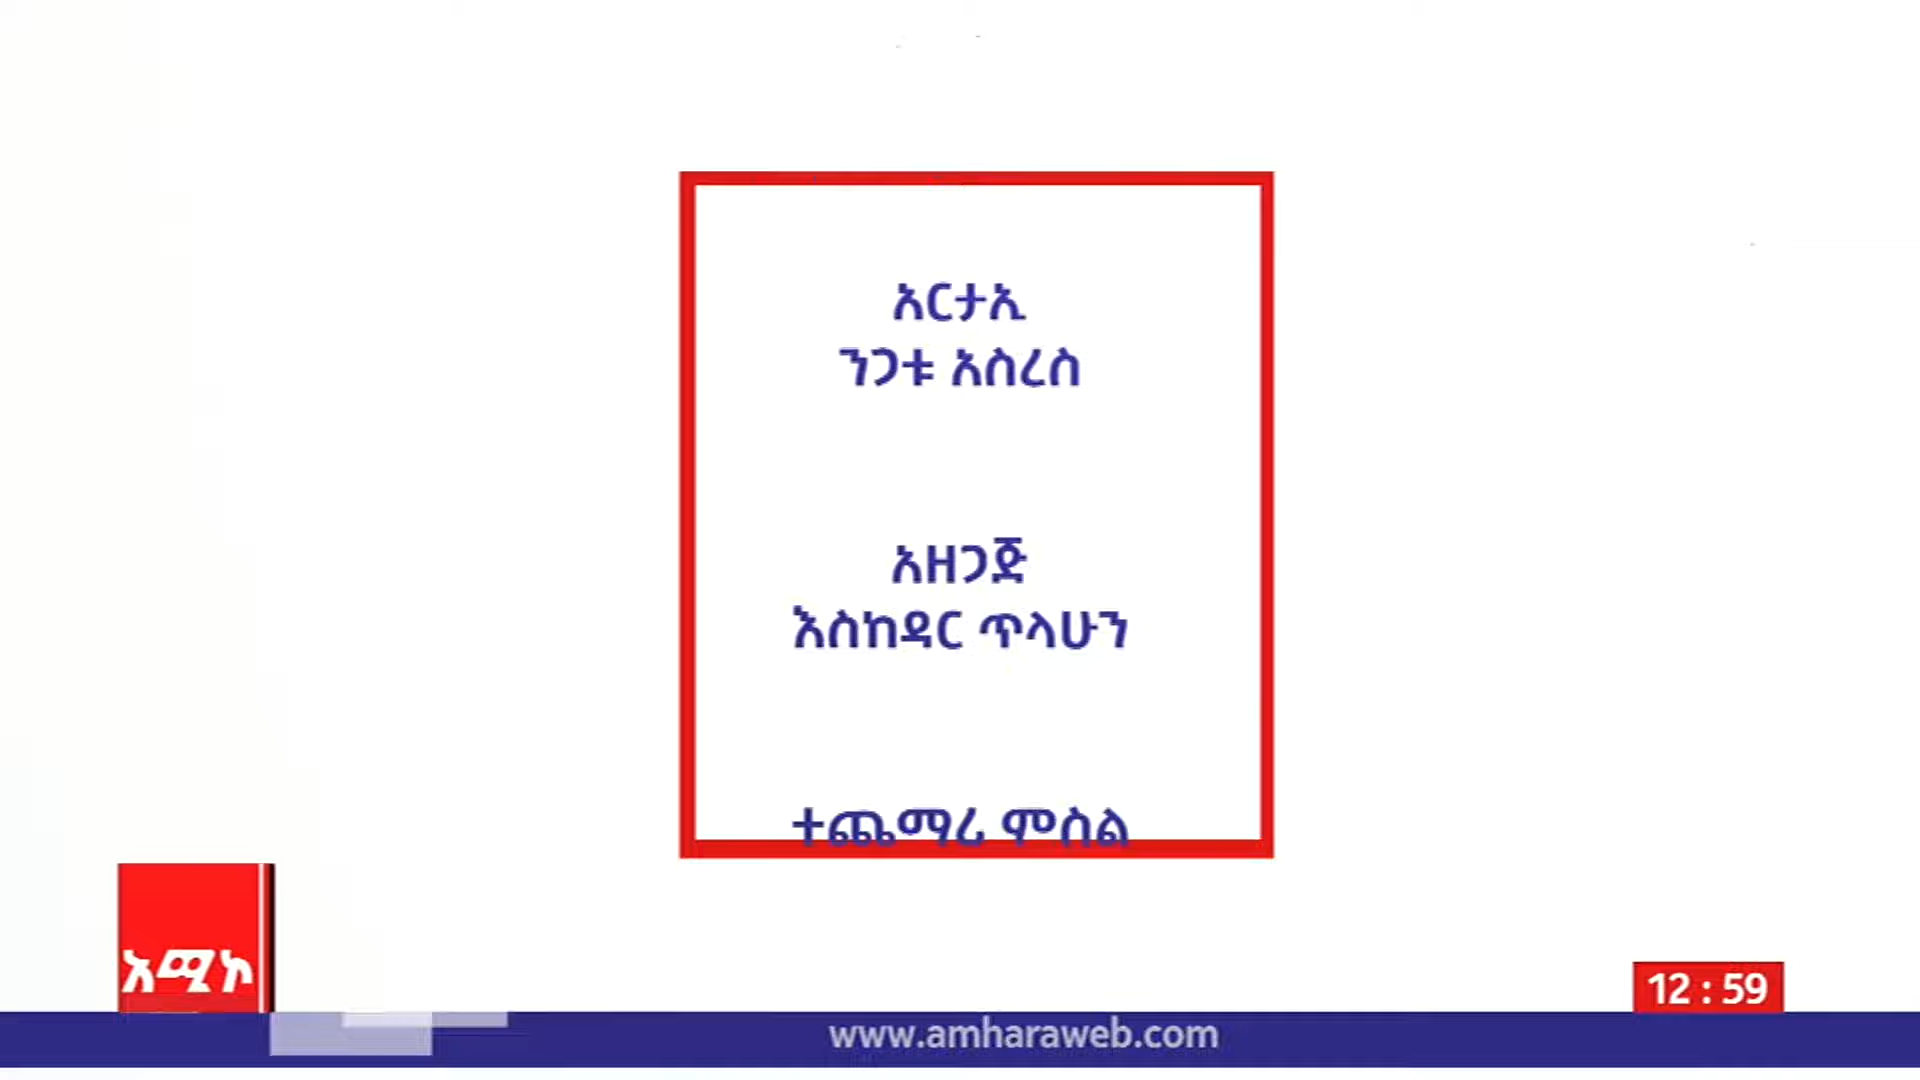 አርታኢ
ንጋቱ አስረስ
አዘጋጅ
እስከዳር ጥላሁን
ተጨማሪ ምስል
አሚኮ
12 : 59
www.amharaweb.com